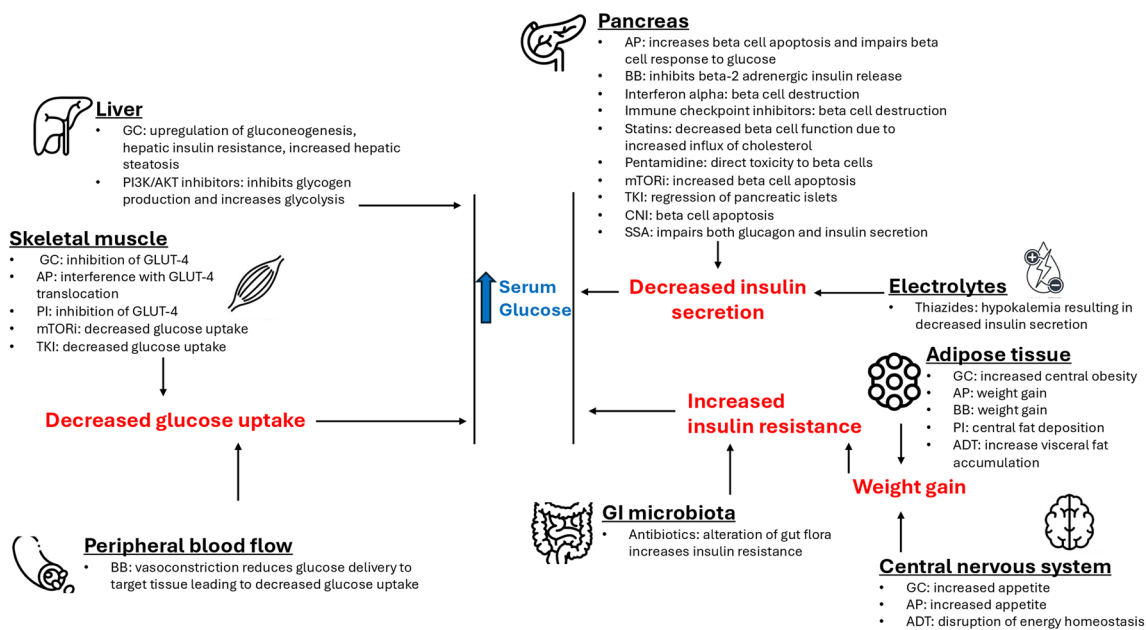 Pancreas
• AP: increases beta cell apoptosis and impairs beta
cell response to glucose
• BB: inhibits beta-2 adrenergic insulin release
• Interferon alpha: beta cell destruction
• Immune checkpoint inhibitors: beta cell destruction
• Statins: decreased beta cell function due to
increased influx of cholesterol
• Pentamidine: direct toxicity to beta cells
• mTORi: increased beta cell apoptosis
• TKI: regression of pancreatic islets
• CNI: beta cell apoptosis
• SSA: impairs both glucagon and insulin secretion
Liver
• GC: upregulation of gluconeogenesis,
hepatic insulin resistance, increased hepatic
steatosis
• PI3K/AKT inhibitors: inhibits glycogen
production and increases glycolysis
Skeletal muscle
• GC: inhibition of GLUT-4
• AP: interference with GLUT-4
translocation
• PI: inhibition of GLUT-4
• mTORi: decreased glucose uptake
• TKI: decreased glucose uptake
Serum
Glucose
Decreased insulin
secretion
Electrolytes
• Thiazides: hypokalemia resulting in
decreased insulin secretion
Adipose tissue
• GC: increased central obesity
• AP: weight gain
• BB: weight gain
• PI: central fat deposition
• ADT: increase visceral fat
accumulation
Decreased glucose uptake
Increased
insulin resistance
Weight gain
GI microbiota
• Antibiotics: alteration of gut flora
increases insulin resistance
Peripheral blood flow
• BB: vasoconstriction reduces glucose delivery to
target tissue leading to decreased glucose uptake
Central nervous system
• GC: increased appetite
• AP: increased appetite
• ADT: disruption of energy homeostasis